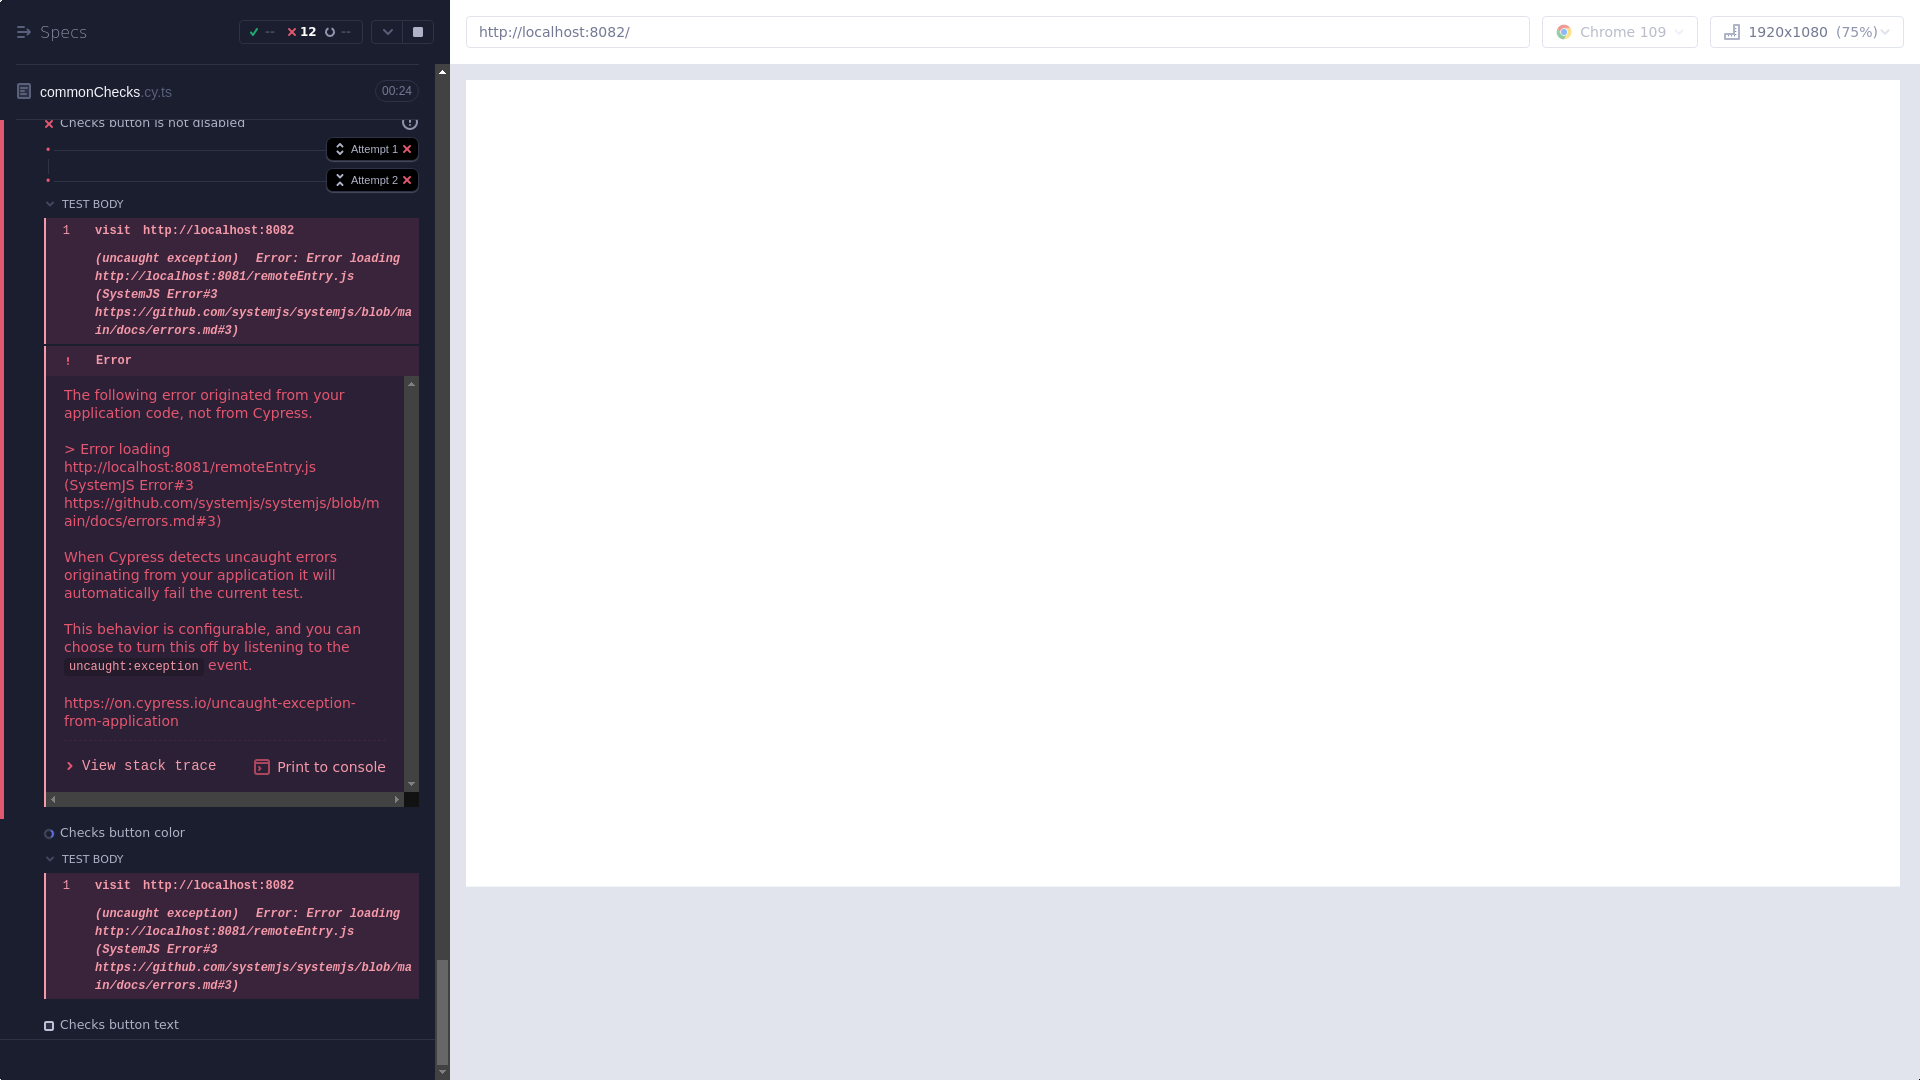 Specs
-- 12 --
commonChecks.cy.ts 00:24
Checks button is not disabled
Attempt 1
Attempt 2
TEST BODY
1 visit http://localhost:8082
(uncaught exception) Error: Error loading
http://localhost:8081/remoteEntry.js
(SystemJS Error#3
https://github.com/systemjs/systemjs/blob/ma
in/docs/errors.md#3)
! Error
The following error originated from your
application code, not from Cypress.
> Error loading
http://localhost:8081/remoteEntry.js
(SystemJS Error#3
https://github.com/systemjs/systemjs/blob/m
ain/docs/errors.md#3)
When Cypress detects uncaught errors
originating from your application it will
automatically fail the current test.
This behavior is configurable, and you can
choose to turn this off by listening to the
uncaught:exception event.
https://on.cypress.io/uncaught-exception-
from-application
View stack trace
Print to console
Checks button color
TEST BODY
1 visit http://localhost:8082
(uncaught exception) Error: Error loading
http://localhost:8081/remoteEntry.js
(SystemJS Error#3
https://github.com/systemjs/systemjs/blob/ma
in/docs/errors.md#3)
Checks button text
http://localhost:8082/
Chrome 109
1920x1080 (75%)